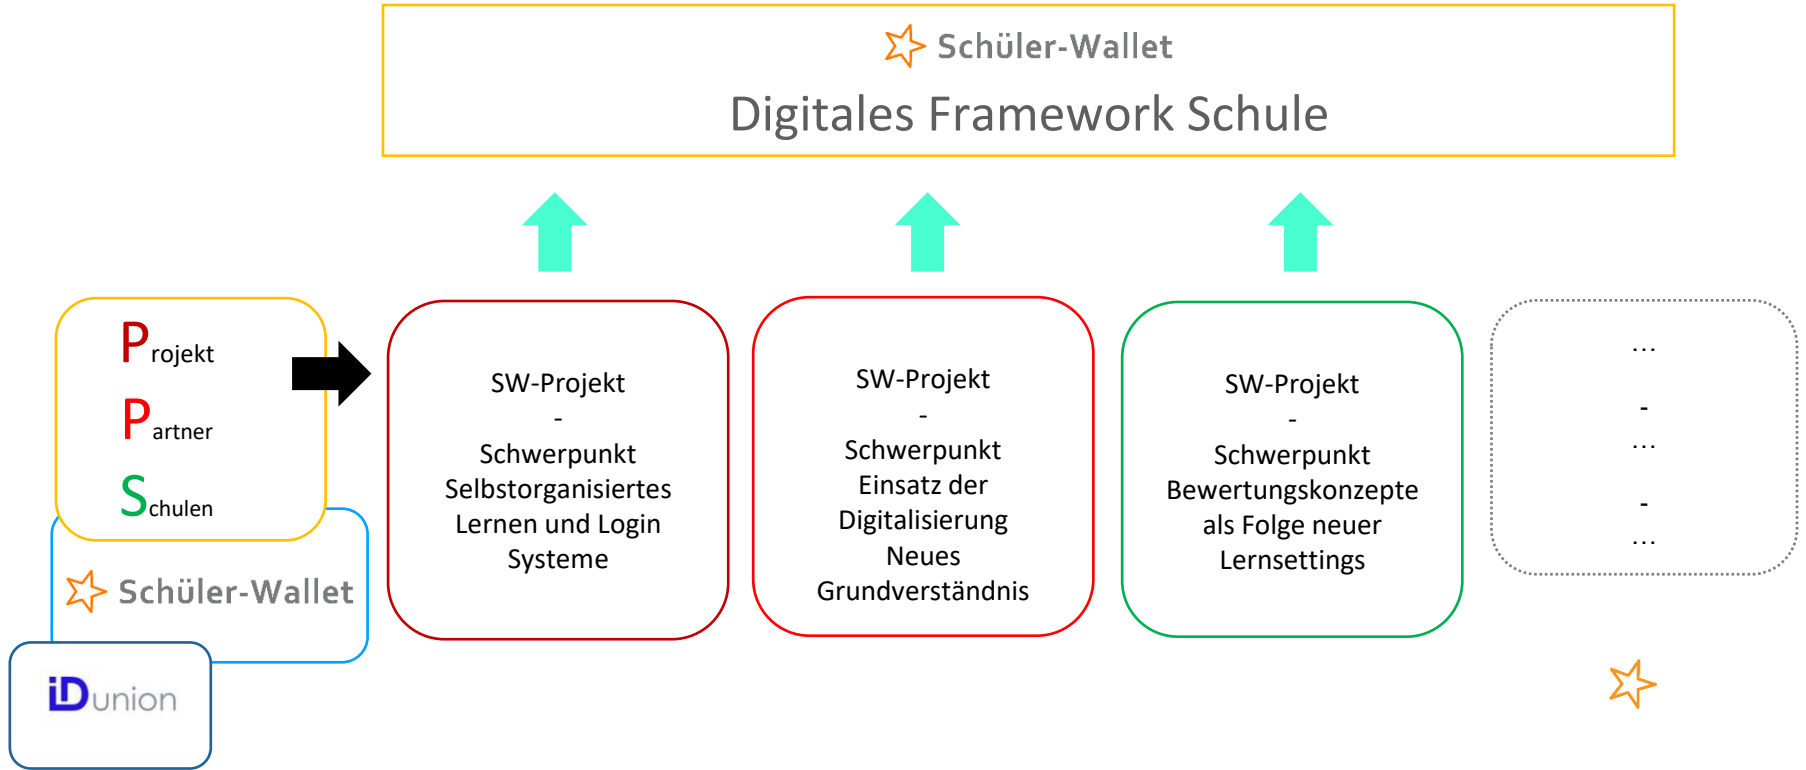 Schüler-Wallet
Digitales Framework Schule
Projekt
Partner
Schulen
Schüler-Wallet
iDunion
SW-Projekt
-
Schwerpunkt
Selbstorganisiertes
Lernen und Login
Systeme
SW-Projekt
-
Schwerpunkt
Einsatz der
Digitalisierung
Neues
Grundverständnis
SW-Projekt
-
Schwerpunkt
Bewertungskonzepte
als Folge neuer
Lernsettings
...
-
...
-
...